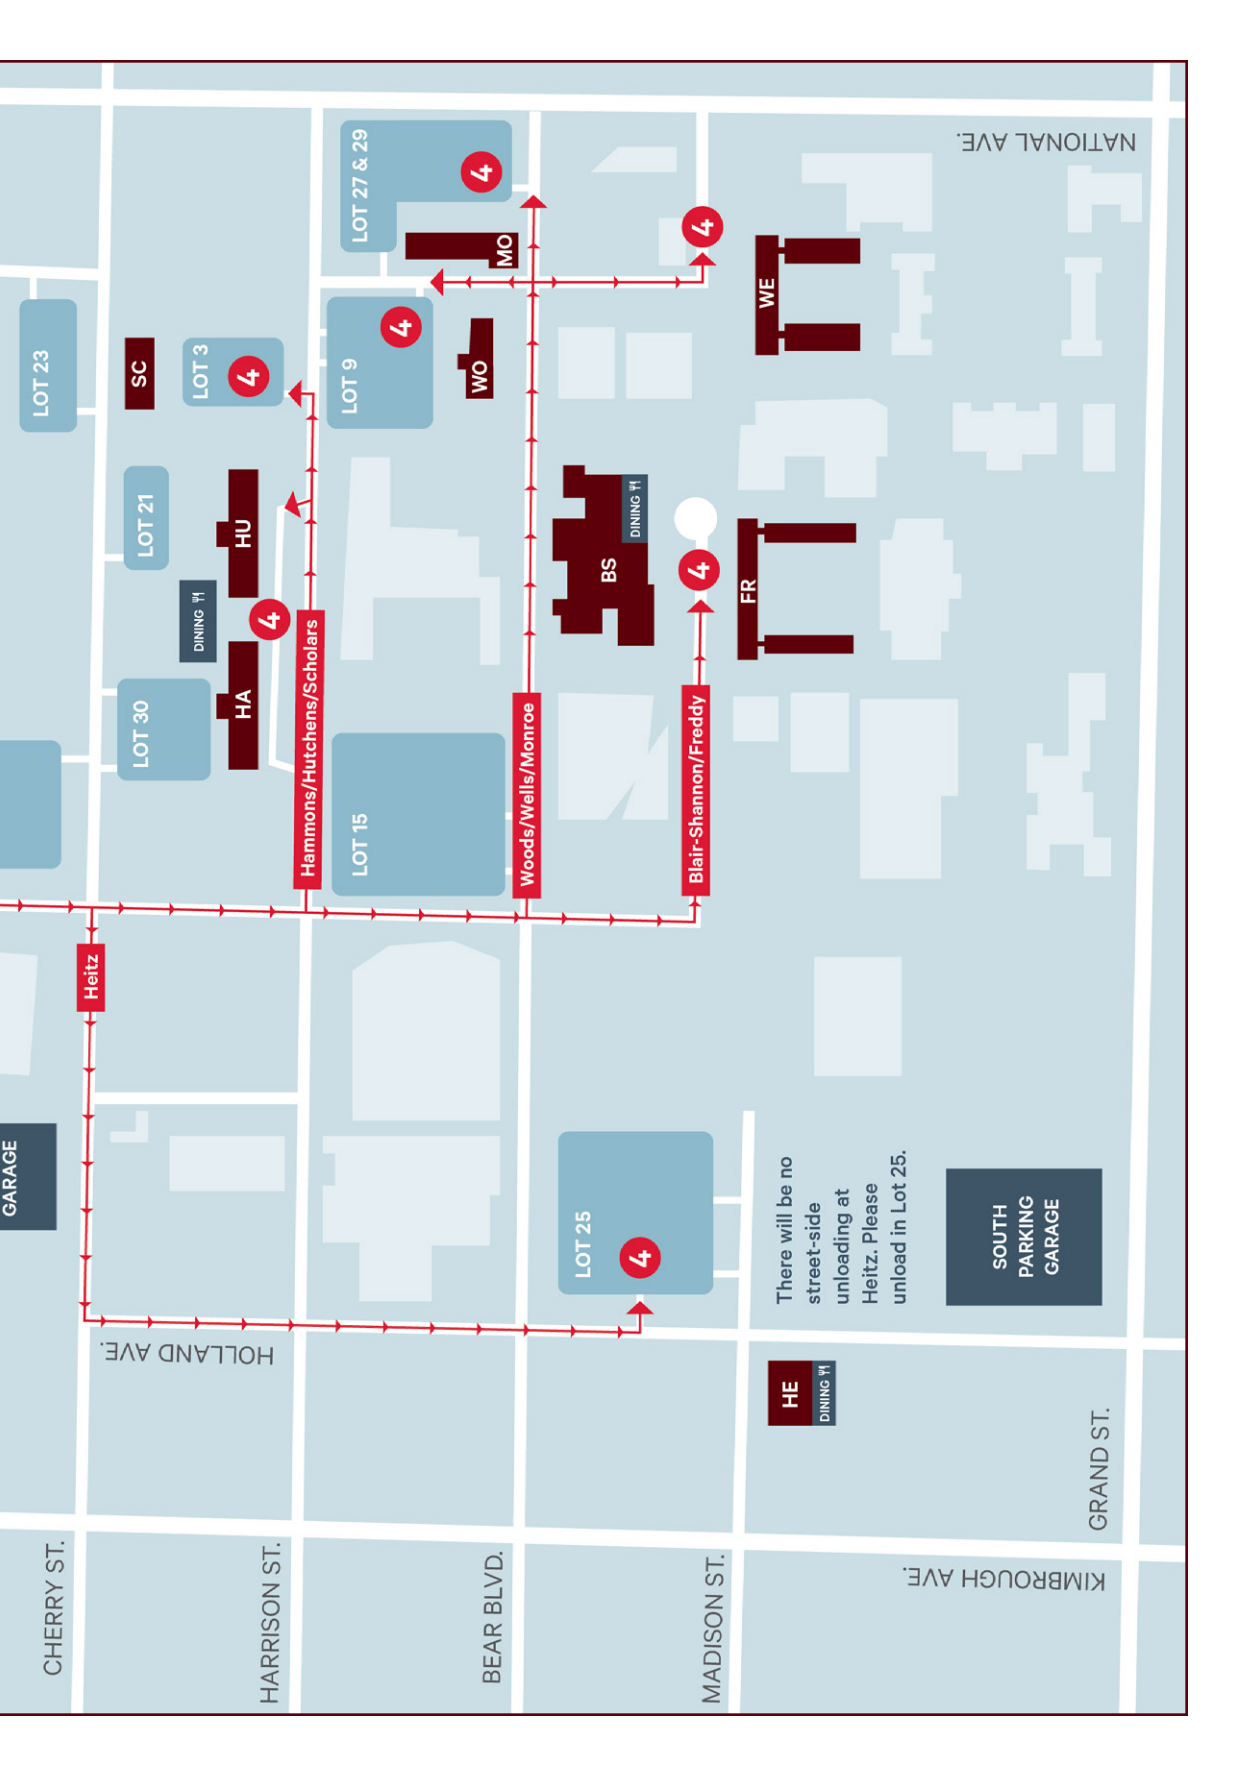 NATIONAL AVE.
LOT 27 & 29
4
MO
4
WE
LOT 23
SC
LOT 3
4
LOT 9
4
WO
LOT 21
HU
DINING
BS
DINING
4
FR
4
HA
LOT 30
Hammons/Hutchens/Scholars
LOT 15
Woods/Wells/Monroe
Blair-Shannon/Freddy
Heitz
GARAGE
LOT 25
4
There will be no
street-side
unloading at
Heitz. Please
unload in Lot 25.
SOUTH
PARKING
GARAGE
HOLLAND AVE.
HE
DINING
GRAND ST.
CHERRY ST.
HARRISON ST.
BEAR BLVD.
MADISON ST.
KIMBROUGH AVE.